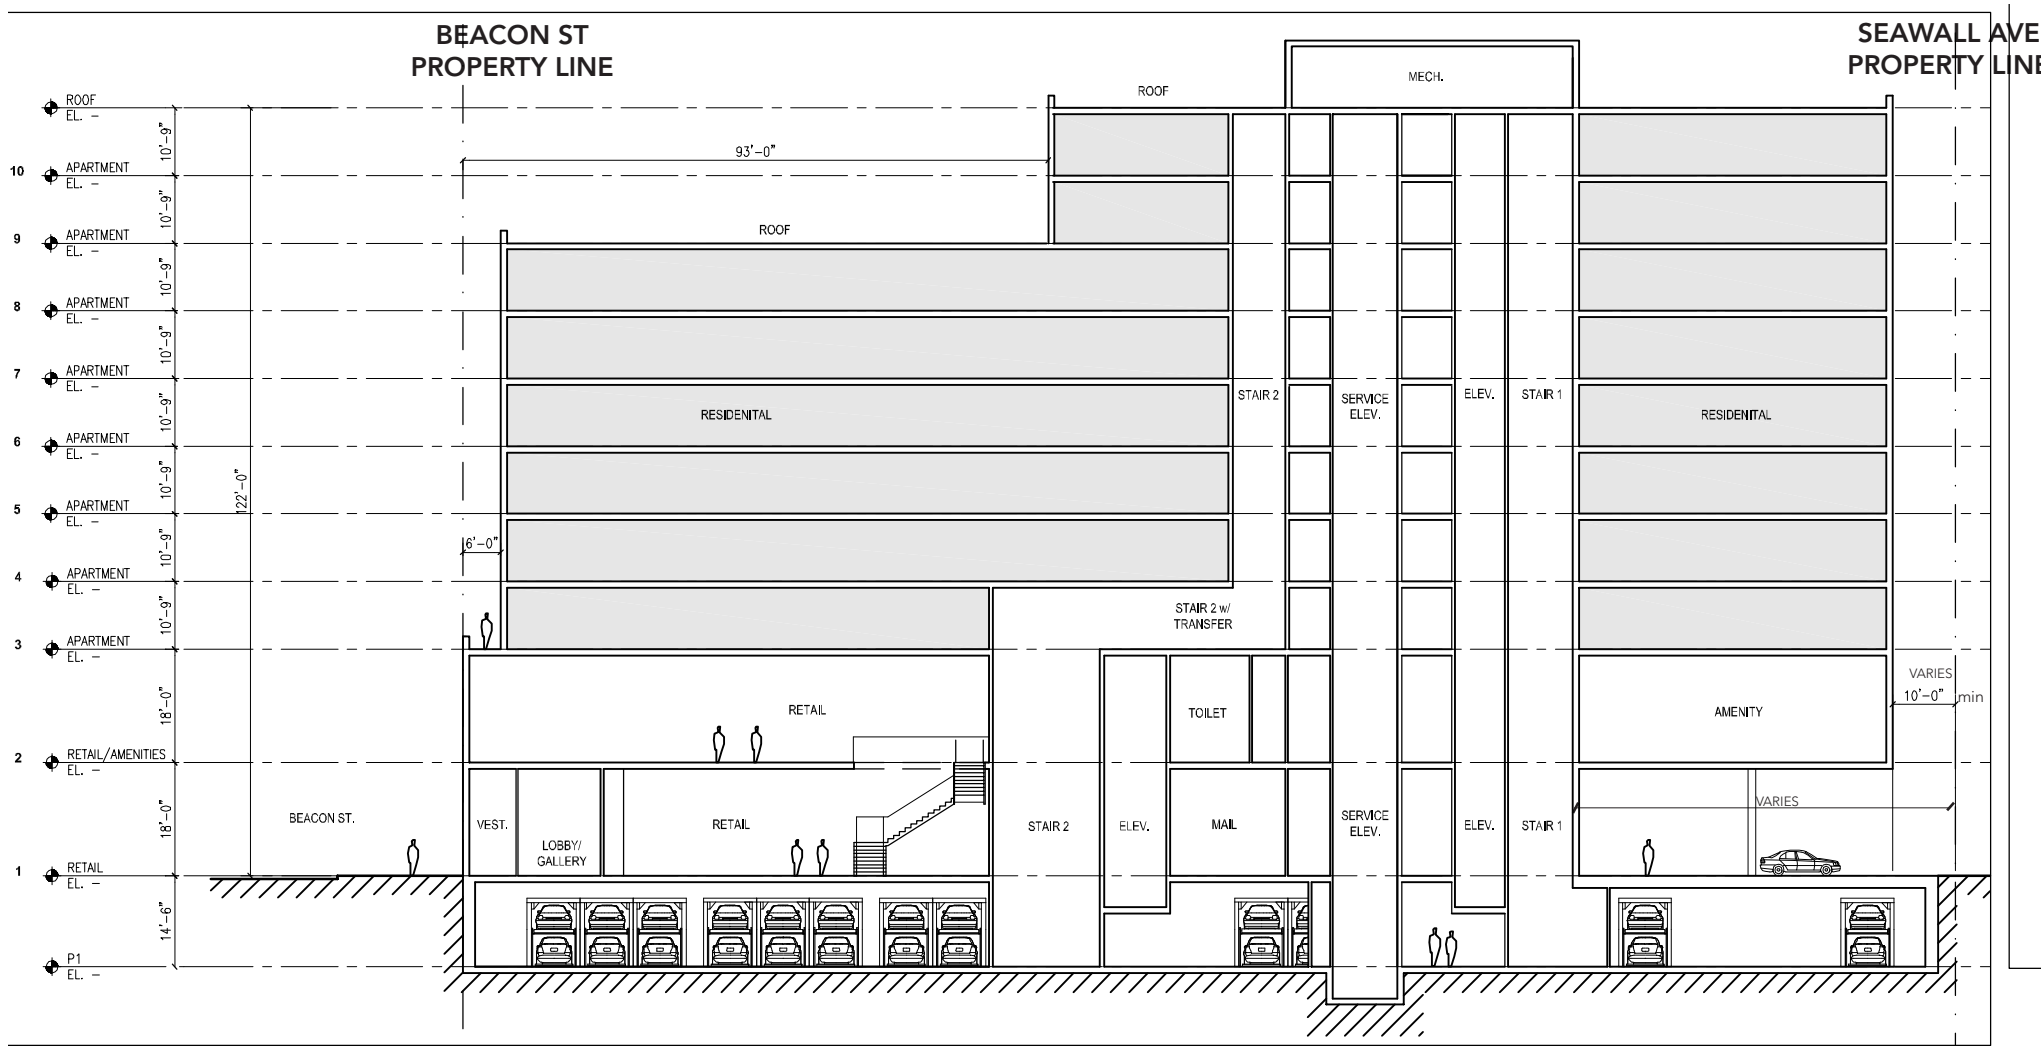 BEACON ST
PROPERTY LINE
SEAWALL AVE
PROPERTY LINE
MECH.
ROOF
ROOF
EL. -
10'-9"
93'-0"
10
APARTMENT
EL. -
10'-9"
9
APARTMENT
EL. -
ROOF
10'-9"
8
APARTMENT
EL. -
10'-9"
7
APARTMENT
EL. -
10'-9"
RESIDENITAL
STAIR 2
SERVICE
ELEV.
ELEV.
STAIR 1
RESIDENITAL
6
APARTMENT
EL. -
10'-9"
122'-0"
5
APARTMENT
EL. -
10'-9"
6'-0"
4
APARTMENT
EL. -
10'-9"
STAIR 2 w/
TRANSFER
3
APARTMENT
EL. -
18'-0"
RETAIL
TOILET
AMENITY
VARIES
10'-0" min
2
RETAIL/AMENITIES
EL. -
18'-0"
BEACON ST.
VEST.
LOBBY/
GALLERY
RETAIL
STAIR 2
ELEV.
MAIL
SERVICE
ELEV.
ELEV.
STAIR 1
VARIES
1
RETAIL
EL. -
14'-6"
P1
EL. -